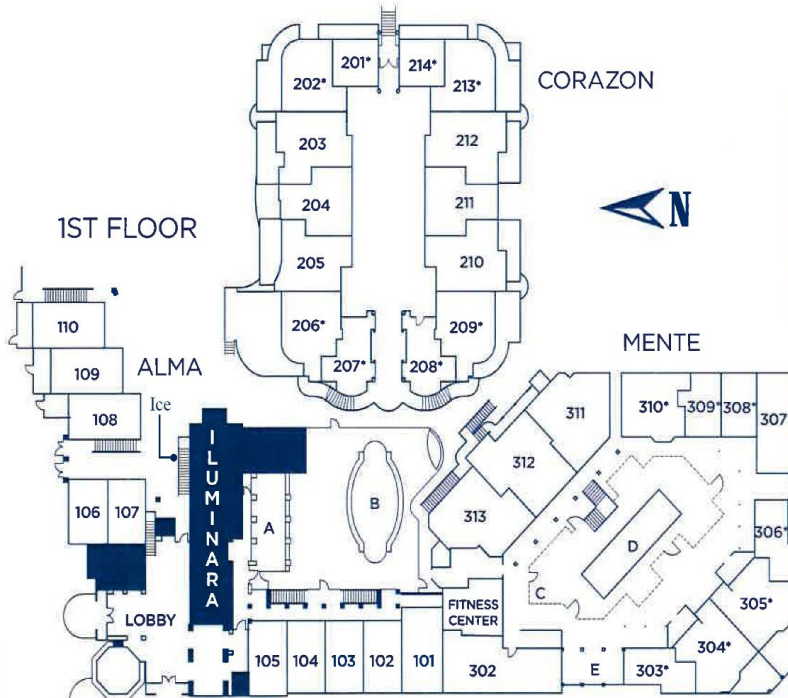 201* 214*
202* 213*
CORAZON
203 212
204 211
N
1ST FLOOR
205 210
110
206* 209*
MENTE
109
ALMA
207* 208*
108
Ice
310* 309* 308* 307
311
312
ILUMINARA
106 107
A
B
313
306*
D
C
305*
LOBBY
FITNESS
CENTER
304*
105 104 103 102 101 302
E
303*